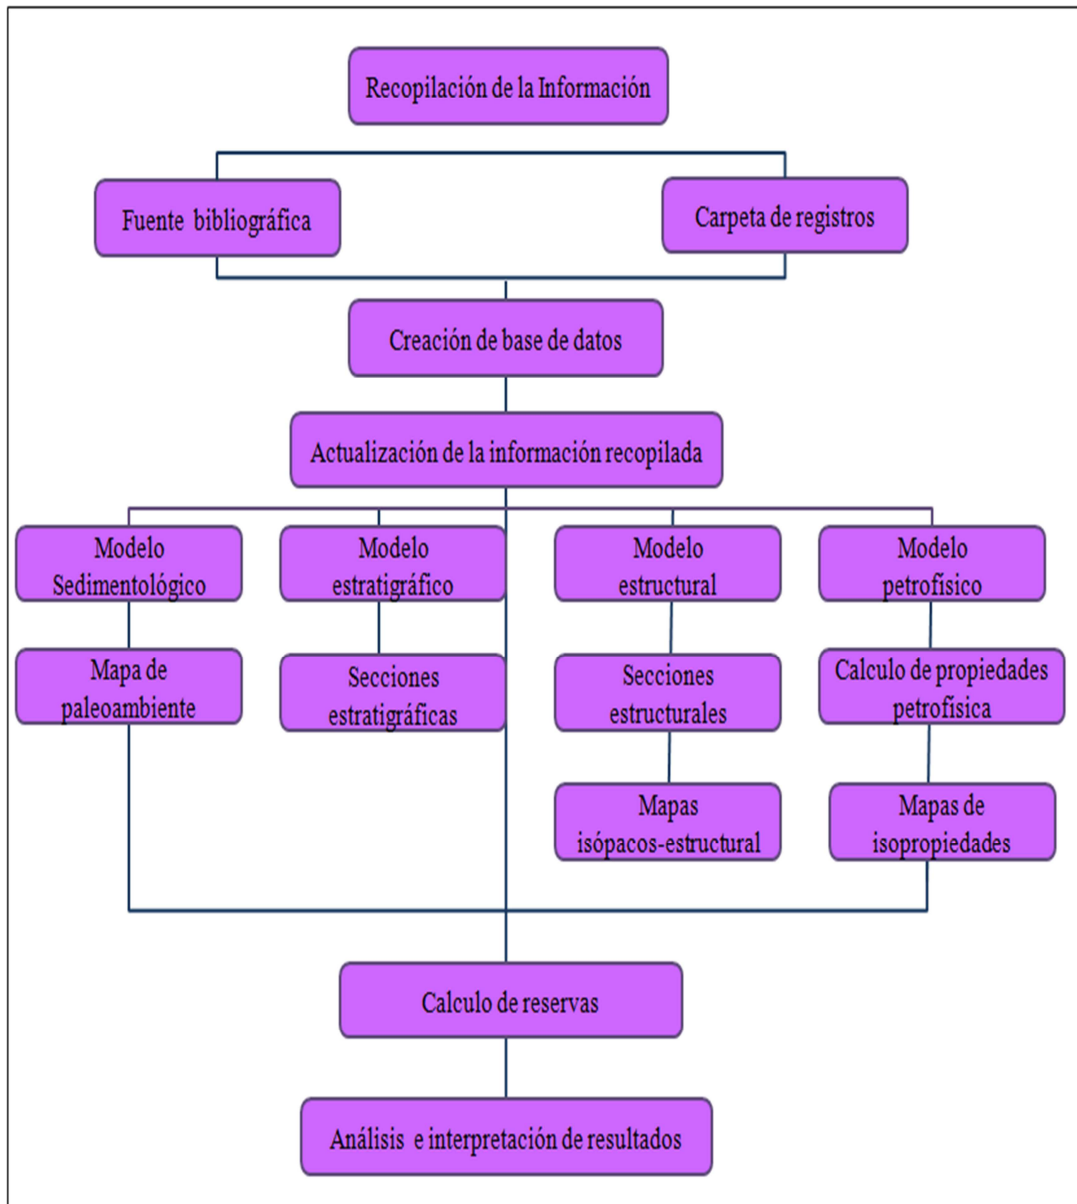 Recopilación de la Información
Fuente bibliográfica
Carpeta de registros
Creación de base de datos
Actualización de la información recopilada
Modelo
Sedimentológico
Modelo
estratigráfico
Modelo
estructural
Modelo
petrofísico
Mapa de
paleoambiente
Secciones
estratigráficas
Secciones
estructurales
Calculo de propiedades
petrofísica
Mapas
isópacos-estructural
Mapas de
isopropiedades
Calculo de reservas
Análisis e interpretación de resultados